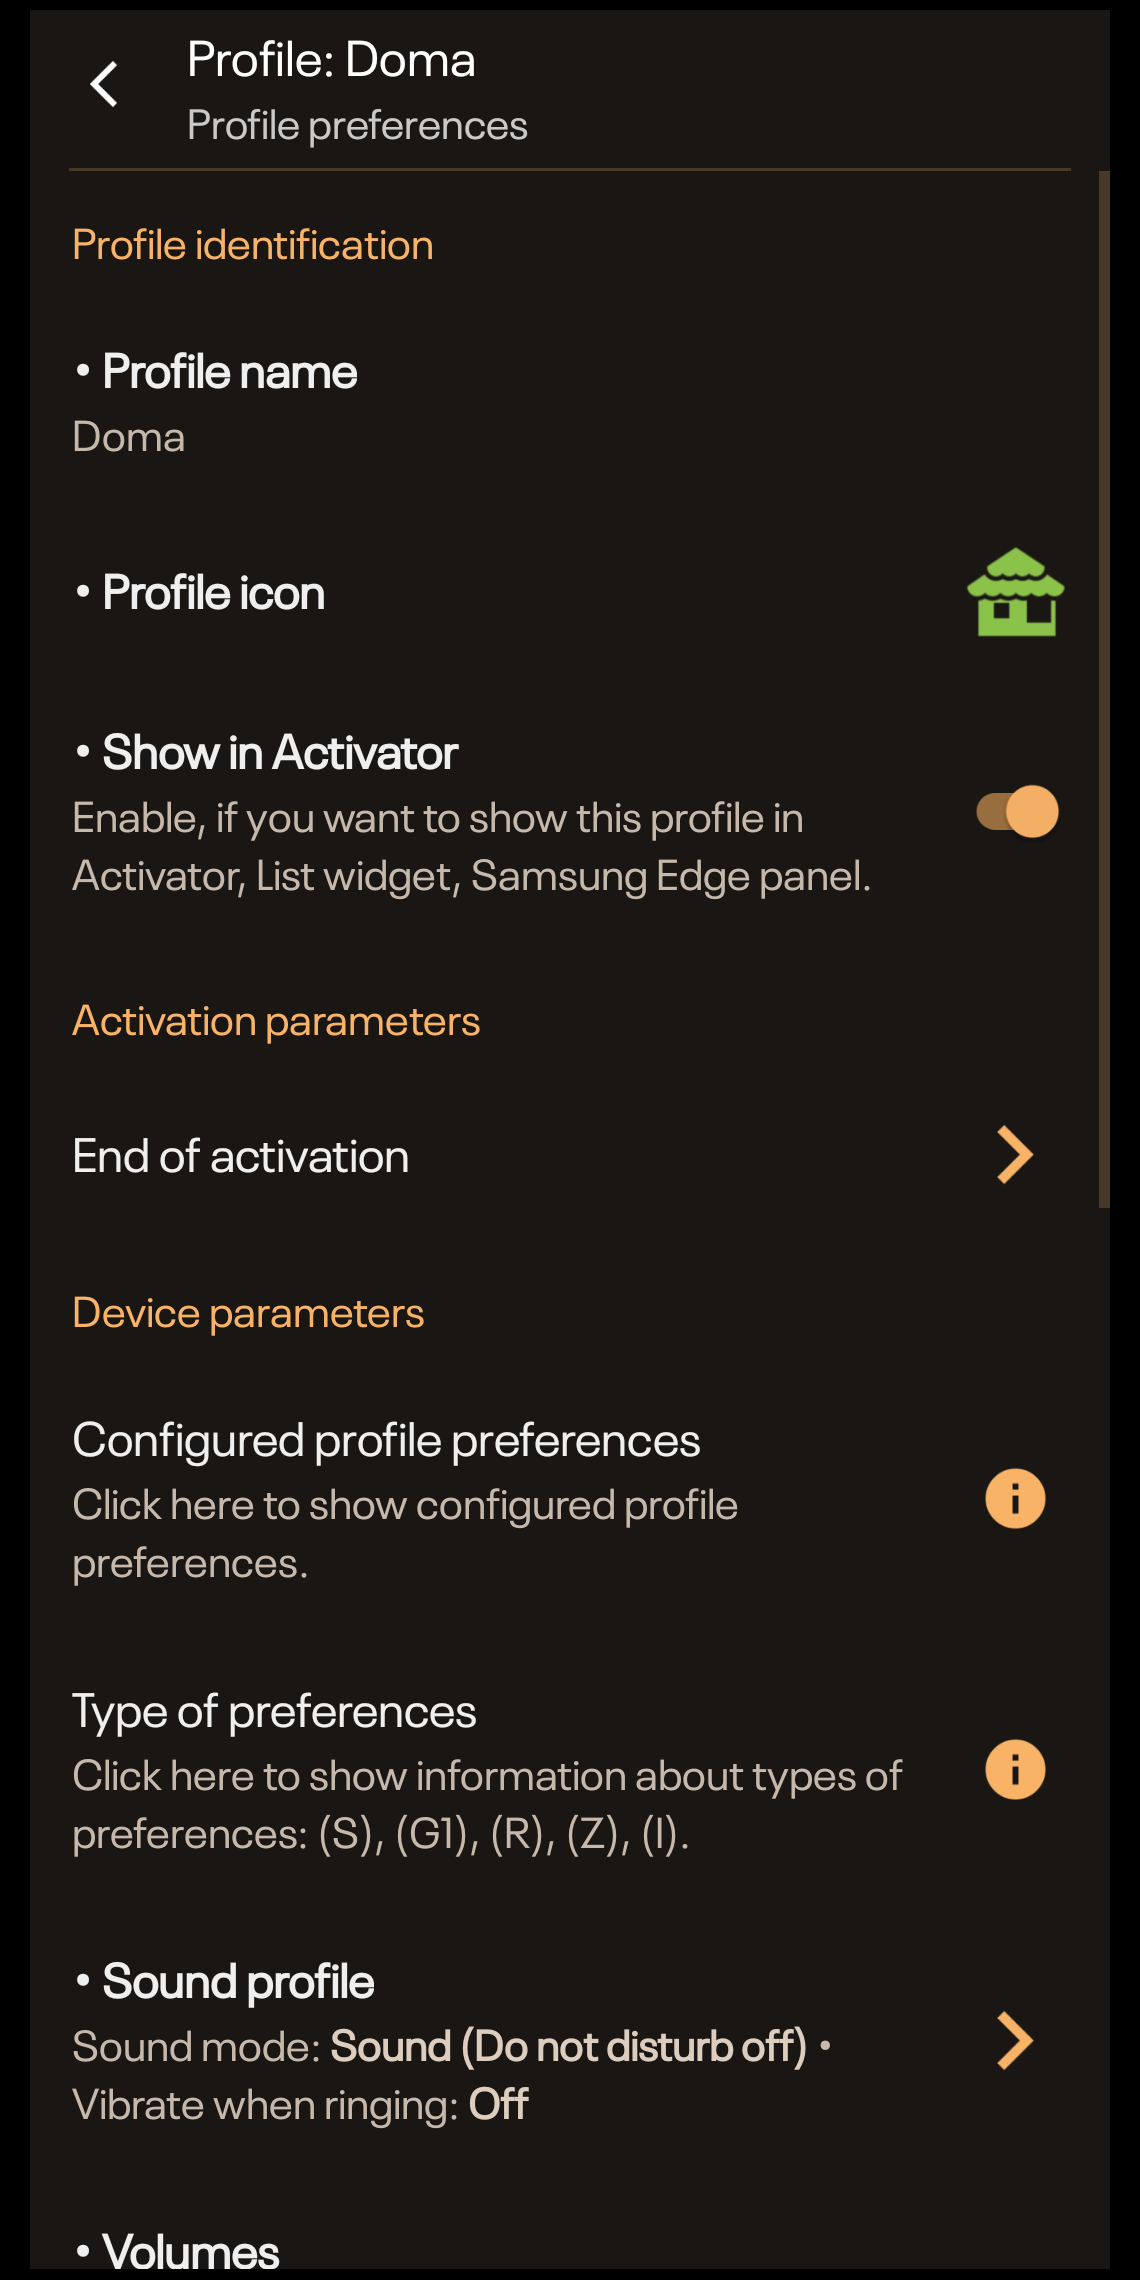 Profile: Doma
Profile preferences
Profile identification
• Profile name
Doma
• Profile icon
• Show in Activator
Enable, if you want to show this profile in
Activator, List widget, Samsung Edge panel.
Activation parameters
End of activation
Device parameters
Configured profile preferences
Click here to show configured profile
preferences.
Type of preferences
Click here to show information about types of
preferences: (S), (G1), (R), (Z), (I).
• Sound profile
Sound mode: Sound (Do not disturb off) •
Vibrate when ringing: Off
• Volumes